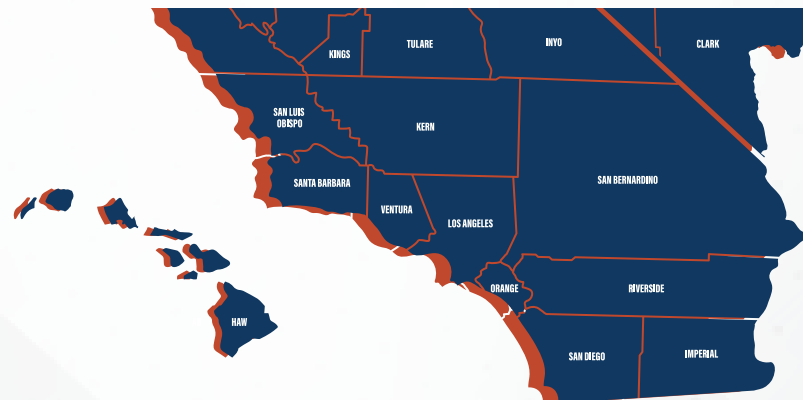 KINGS
TULARE
INYO
CLARK
SAN LUIS
OBISPO
KERN
SANTA BARBARA
VENTURA
LOS ANGELES
SAN BERNARDINO
ORANGE
RIVERSIDE
HAW
SAN DIEGO
IMPERIAL